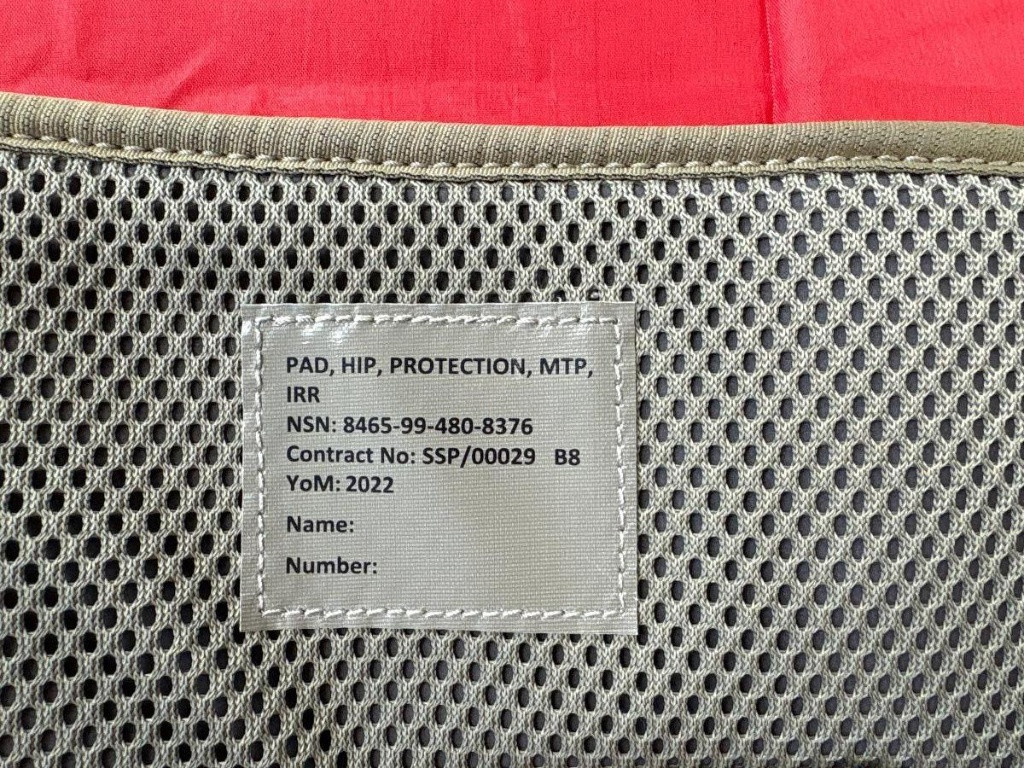 PAD, HIP, PROTECTION, MTP,
IRR
NSN: 8465-99-480-8376
Contract No: SSP/00029 B8
YoM: 2022
Name:
Number: